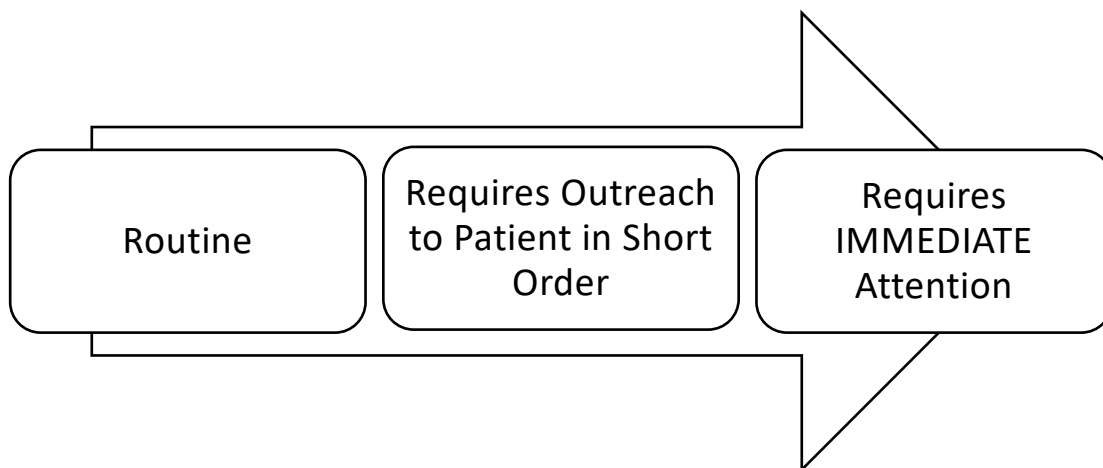 Routine
Requires Outreach
to Patient in Short
Order
Requires
IMMEDIATE
Attention